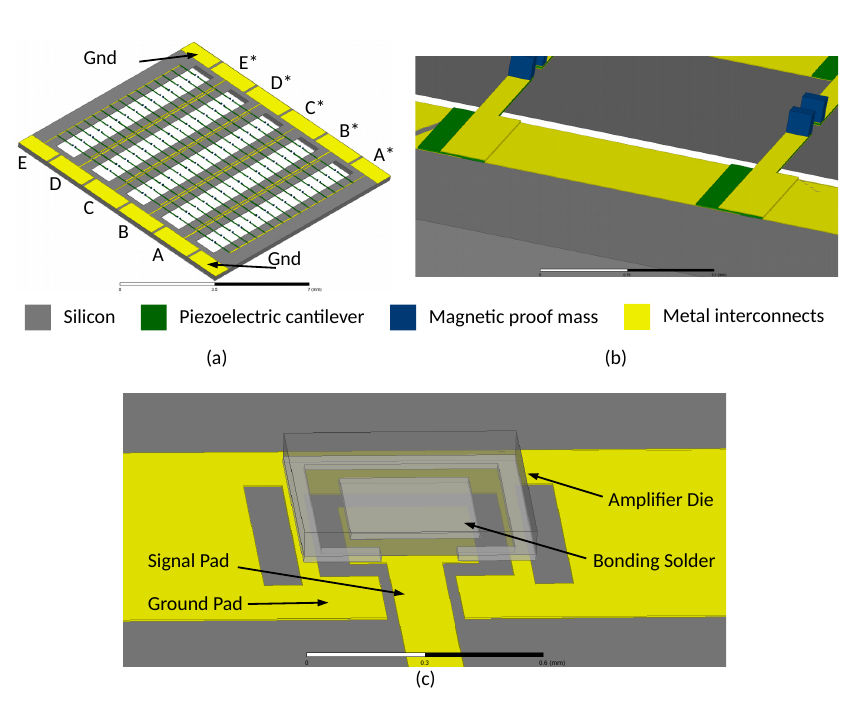 Gnd
E*
D*
C*
B*
A*
E
D
C
B
A
Gnd
0
3.5
7 (mm)
Silicon
Piezoelectric cantilever
Magnetic proof mass
Metal interconnects
(a)
(b)
Amplifier Die
Signal Pad
Bonding Solder
Ground Pad
0
0.3
0.6 (mm)
(c)